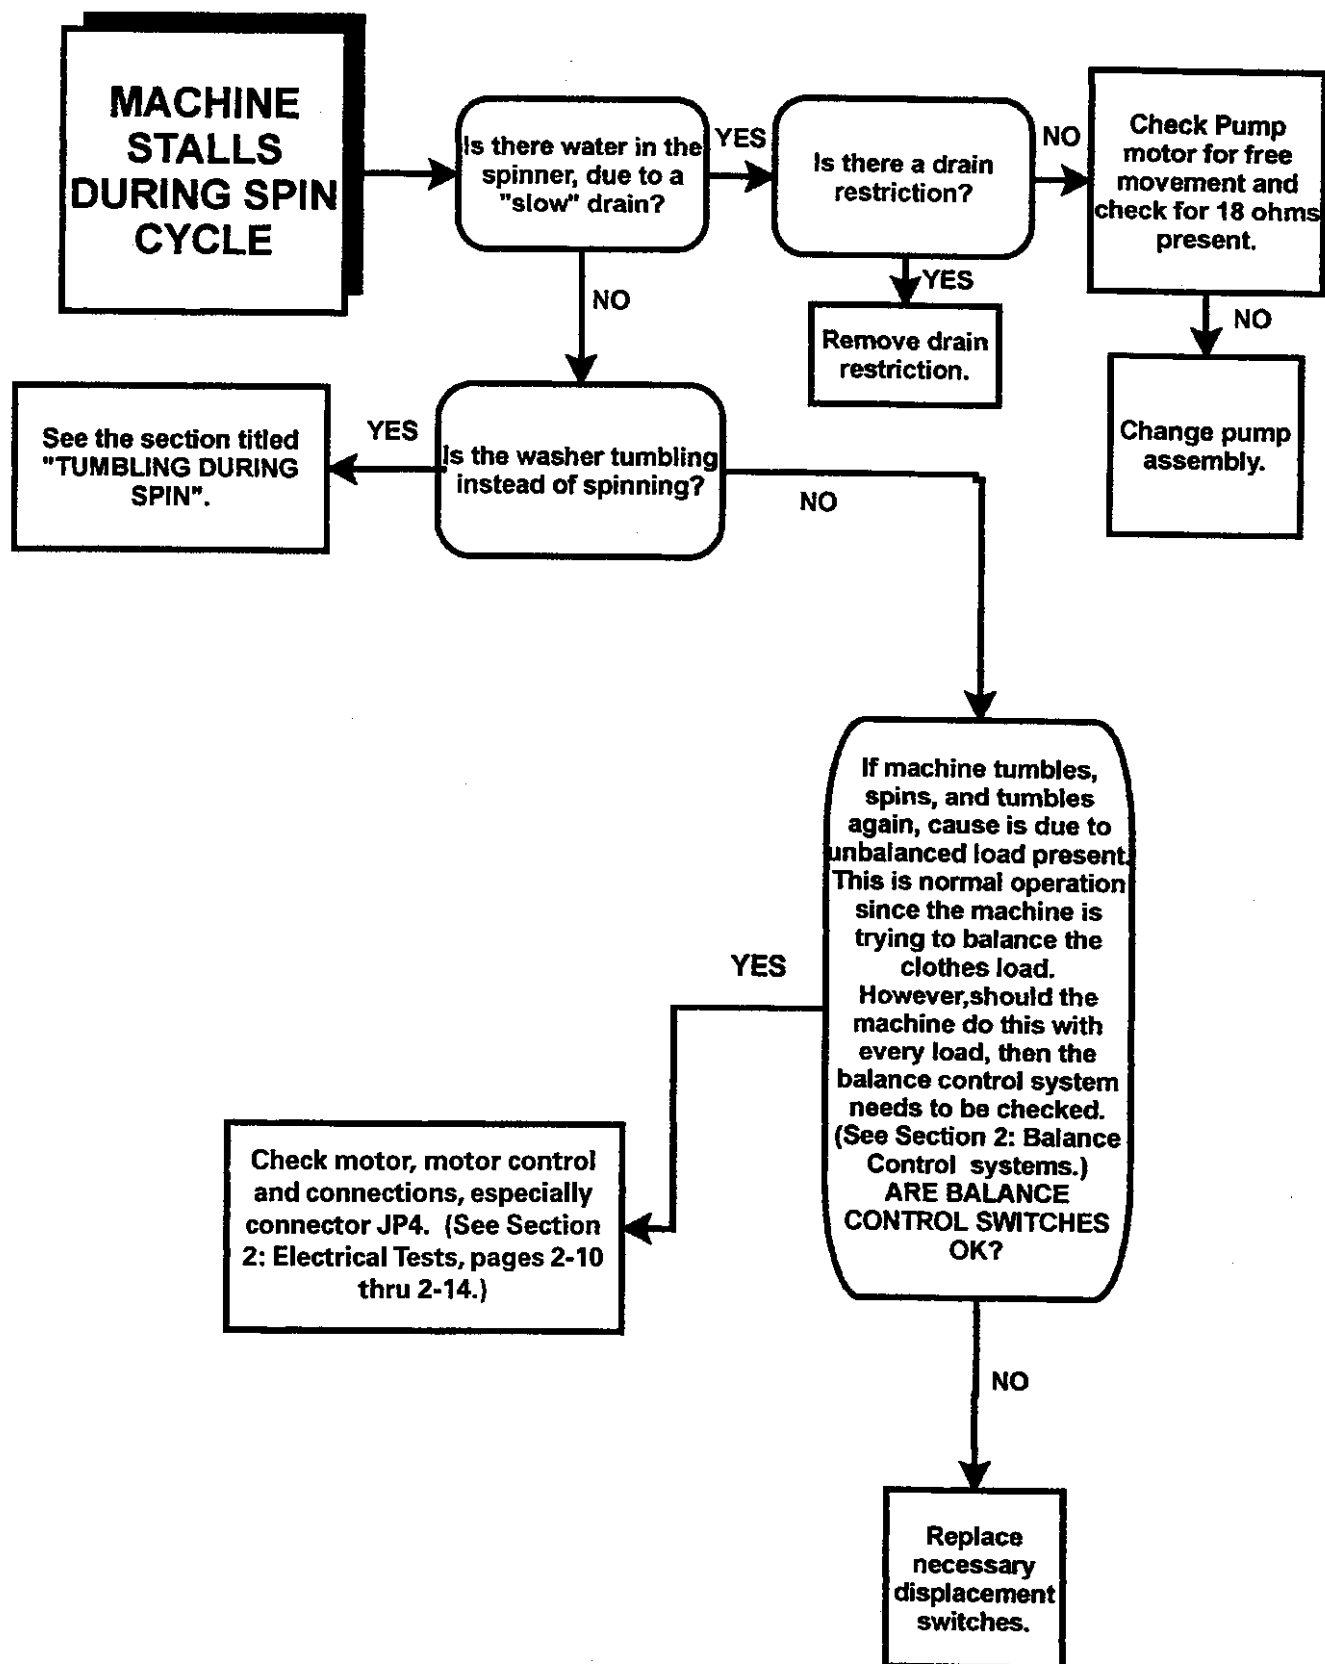 MACHINE
STALLS
DURING SPIN
CYCLE
Is there water in the
spinner, due to a
"slow" drain?
YES
Is there a drain
restriction?
NO
Check Pump
motor for free
movement and
check for 18 ohms
present.
NO
YES
NO
Remove drain
restriction.
Change pump
assembly.
See the section titled
"TUMBLING DURING
SPIN".
YES
Is the washer tumbling
instead of spinning?
NO
If machine tumbles,
spins, and tumbles
again, cause is due to
unbalanced load present.
This is normal operation
since the machine is
trying to balance the
clothes load.
However,should the
machine do this with
every load, then the
balance control system
needs to be checked.
(See Section 2: Balance
Control systems.)
ARE BALANCE
CONTROL SWITCHES
OK?
YES
Check motor, motor control
and connections, especially
connector JP4. (See Section
2: Electrical Tests, pages 2-10
thru 2-14.)
NO
Replace
necessary
displacement
switches.